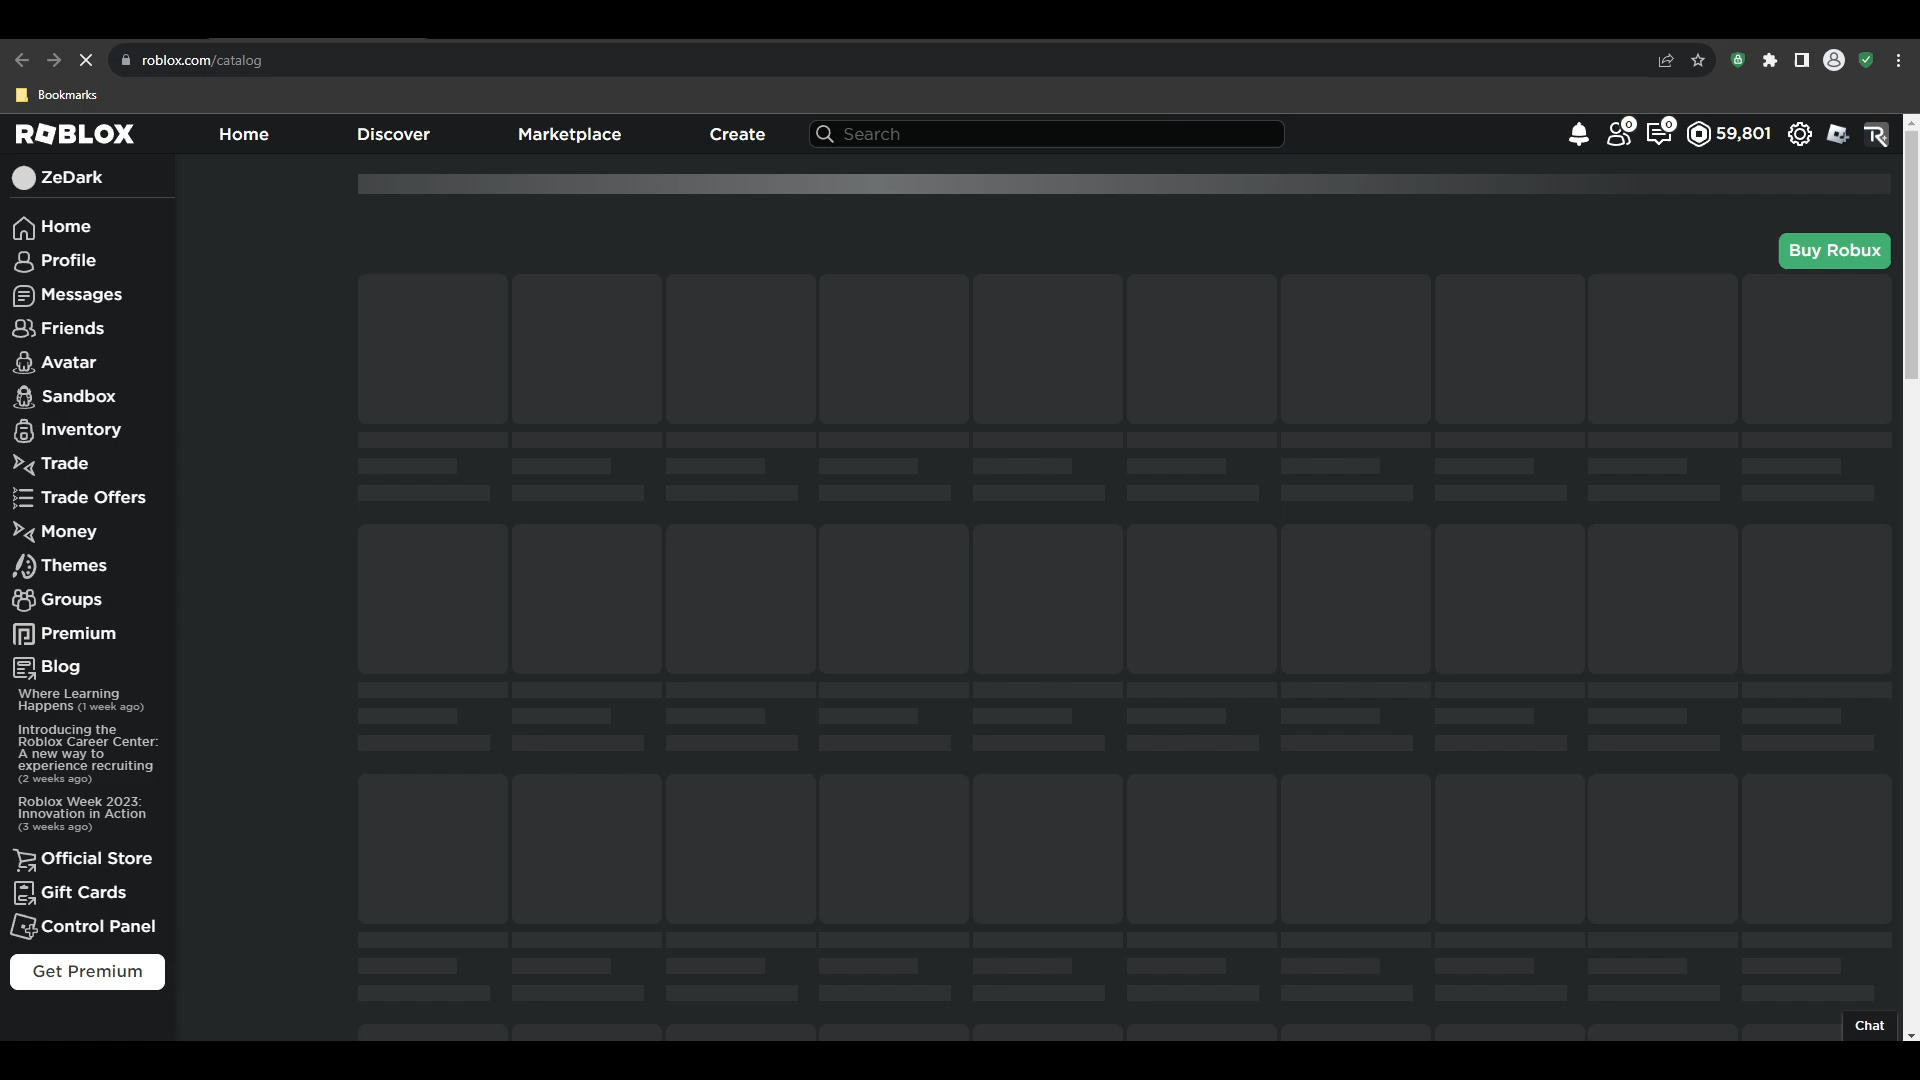 roblox.com/catalog
Bookmarks
ROBLOX
Home
Discover
Marketplace
Create
Search
0
0
59,801
ZeDark
Buy Robux
Home
Profile
Messages
Friends
Avatar
Sandbox
Inventory
Trade
Trade Offers
Money
Themes
Groups
Premium
Blog
Where Learning
Happens (1 week ago)
Introducing the
Roblox Career Center:
A new way to
experience recruiting
(2 weeks ago)
Roblox Week 2023:
Innovation in Action
(3 weeks ago)
Official Store
Gift Cards
Control Panel
Get Premium
Chat